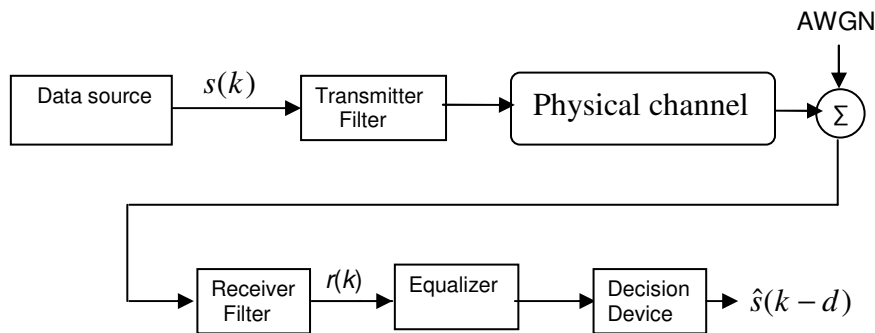 AWGN
Data source
s(k)
Transmitter
Filter
Physical channel
Σ
Receiver
Filter
r(k)
Equalizer
Decision
Device
ŝ(k − d)